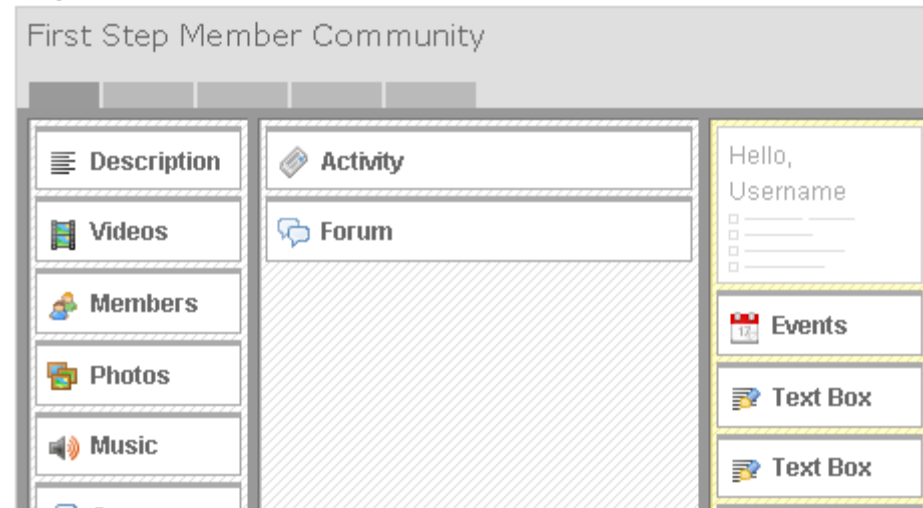 First Step Member Community
Description
Videos
Members
Photos
Music
Activity
Forum
Hello,
Username
Events
Text Box
Text Box